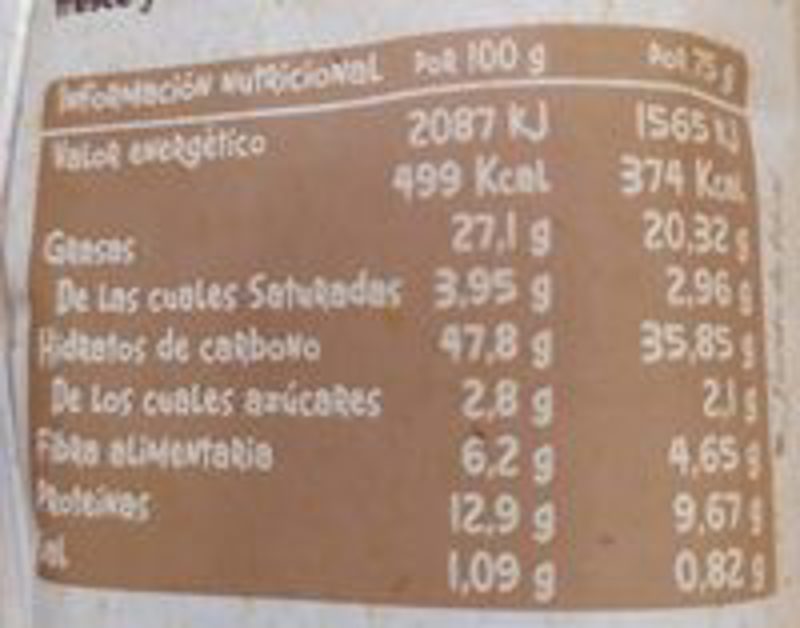 INFORMACIÓN NUTRICIONAL POR 100 g POR 75 g
Valor energético 2087 KJ 1565 KJ
499 Kcal 374 Kcal
Grasas 27,1 g 20,32 g
De las cuales Saturadas 3,95 g 2,96 g
Hidratos de carbono 47,8 g 35,85 g
De los cuales azúcares 2,8 g 2,1 g
Fibra alimentaria 6,2 g 4,65 g
Proteínas 12,9 g 9,67 g
Sal 1,09 g 0,82 g